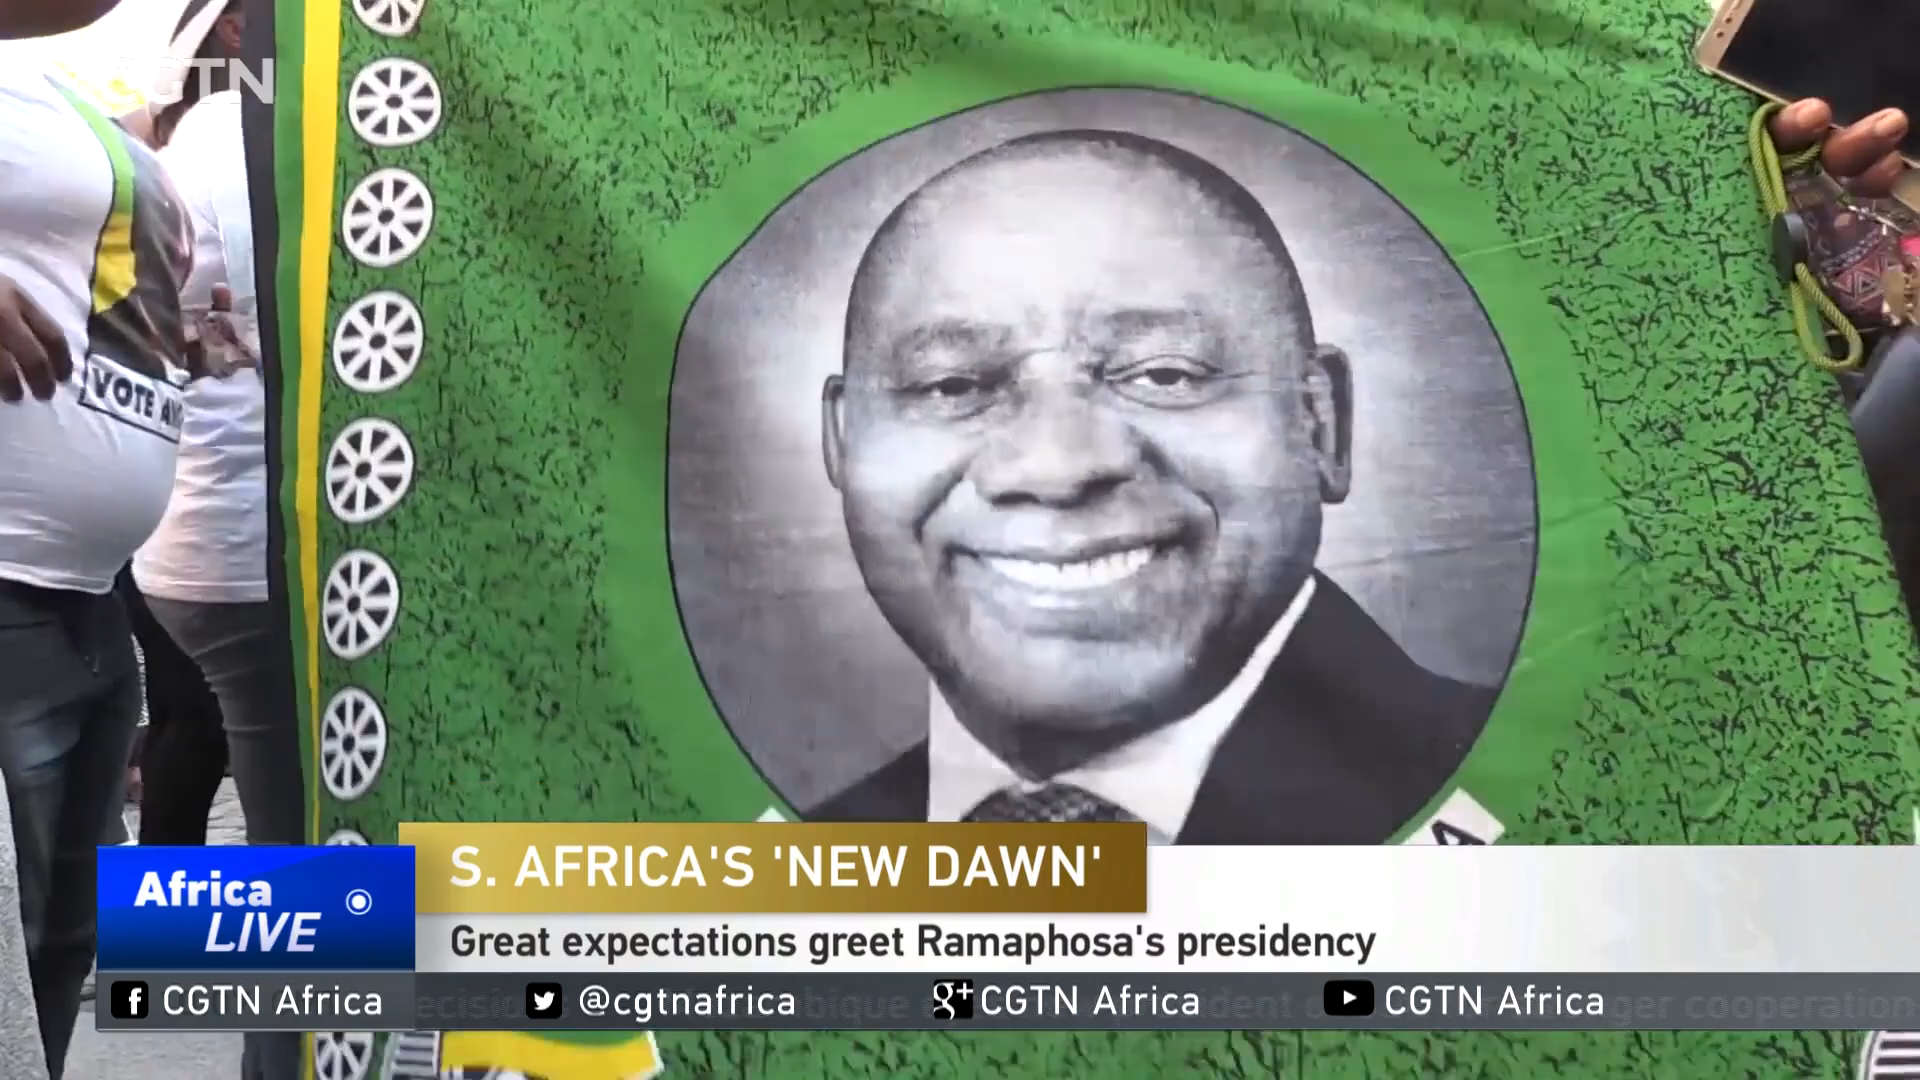 CGTN
VOTE AN
S. AFRICA'S 'NEW DAWN'
Africa
LIVE
Great expectations greet Ramaphosa's presidency
CGTN Africa
@cgtnafrica
g+ CGTN Africa
CGTN Africa
A